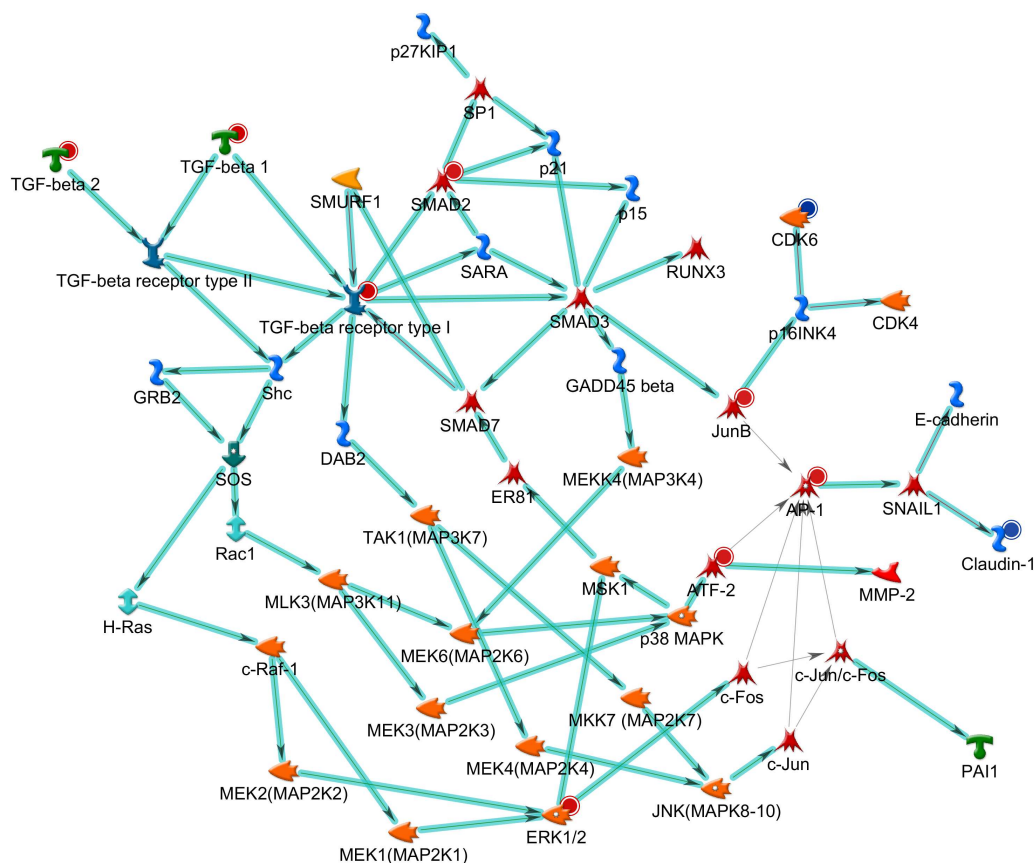 p27KIP1
SP1
TGF-beta 1
p21
TGF-beta 2
SMURF1
SMAD2
p15
CDK6
SARA
RUNX3
TGF-beta receptor type II
TGF-beta receptor type I
SMAD3
p16INK4
CDK4
GADD45 beta
GRB2
Shc
E-cadherin
SMAD7
JunB
DAB2
SOS
MEKK4(MAP3K4)
ER81
AP-1
SNAIL1
TAK1(MAP3K7)
Rac1
Claudin-1
MSK1
ATF-2
MMP-2
MLK3(MAP3K11)
H-Ras
p38 MAPK
MEK6(MAP2K6)
c-Raf-1
c-Jun/c-Fos
c-Fos
MEK3(MAP2K3)
MKK7 (MAP2K7)
c-Jun
PAI1
MEK4(MAP2K4)
MEK2(MAP2K2)
JNK(MAPK8-10)
ERK1/2
MEK1(MAP2K1)